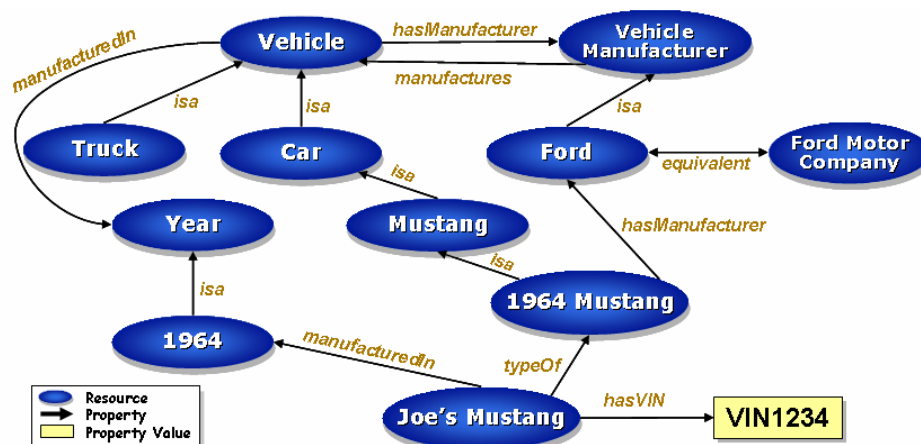 Vehicle
hasManufacturer
Vehicle
Manufacturer
manufacturedIn
manufactures
isa
isa
isa
Truck
Car
Ford
equivalent
Ford Motor
Company
isa
Year
Mustang
hasManufacturer
isa
isa
1964 Mustang
1964
manufacturedIn
typeOf
Resource
Property
Property Value
Joe's Mustang
hasVIN
VIN1234